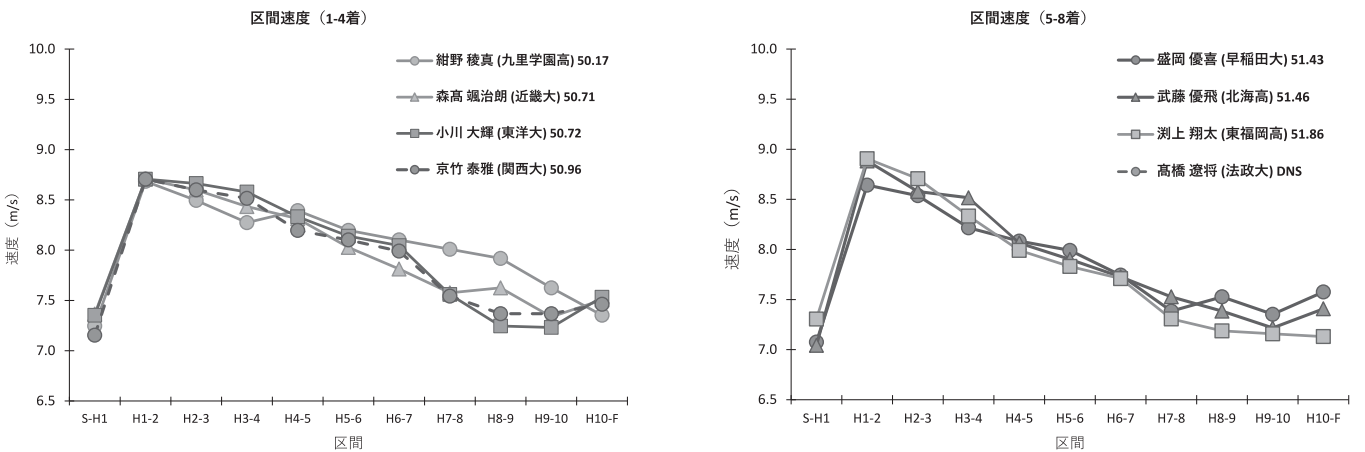 区間速度（1-4着）
紺野 稜真 (九里学園高) 50.17
森髙 颯治朗 (近畿大) 50.71
小川 大輝 (東洋大) 50.72
京竹 泰雅 (関西大) 50.96
速度（m/s）
10.0
9.5
9.0
8.5
8.0
7.5
7.0
6.5
S-H1 H1-2 H2-3 H3-4 H4-5 H5-6 H6-7 H7-8 H8-9 H9-10 H10-F
区間
区間速度（5-8着）
盛岡 優喜 (早稲田大) 51.43
武藤 優飛 (北海高) 51.46
渕上 翔太 (東福岡高) 51.86
髙橋 遼将 (法政大) DNS
速度（m/s）
10.0
9.5
9.0
8.5
8.0
7.5
7.0
6.5
S-H1 H1-2 H2-3 H3-4 H4-5 H5-6 H6-7 H7-8 H8-9 H9-10 H10-F
区間